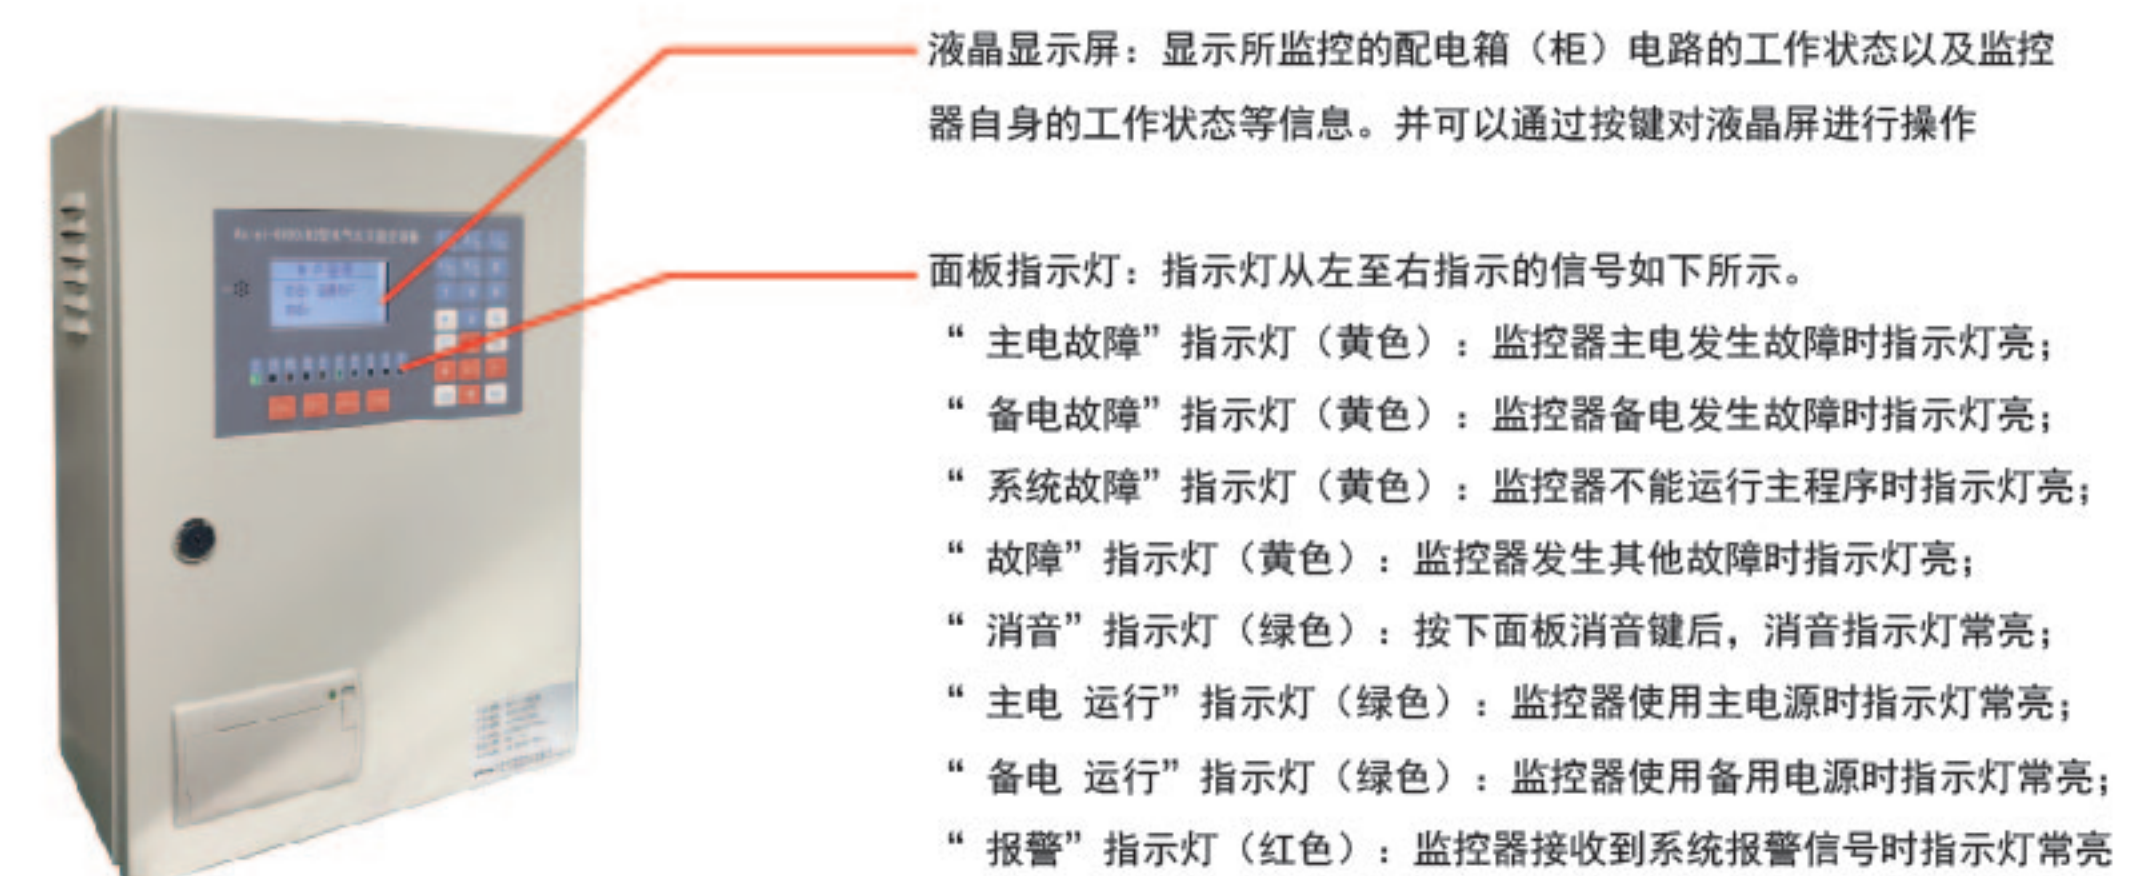 液晶显示屏：显示所监控的配电箱（柜）电路的工作状态以及监控
器自身的工作状态等信息。并可以通过按键对液晶屏进行操作
面板指示灯：指示灯从左至右指示的信号如下所示。
“ 主电故障”指示灯（黄色）：监控器主电发生故障时指示灯亮；
“ 备电故障”指示灯（黄色）：监控器备电发生故障时指示灯亮；
“ 系统故障”指示灯（黄色）：监控器不能运行主程序时指示灯亮；
“ 故障”指示灯（黄色）：监控器发生其他故障时指示灯亮；
“ 消音”指示灯（绿色）：按下面板消音键后，消音指示灯常亮；
“ 主电 运行”指示灯（绿色）：监控器使用主电源时指示灯常亮；
“ 备电 运行”指示灯（绿色）：监控器使用备用电源时指示灯常亮；
“ 报警”指示灯（红色）：监控器接收到系统报警信号时指示灯常亮